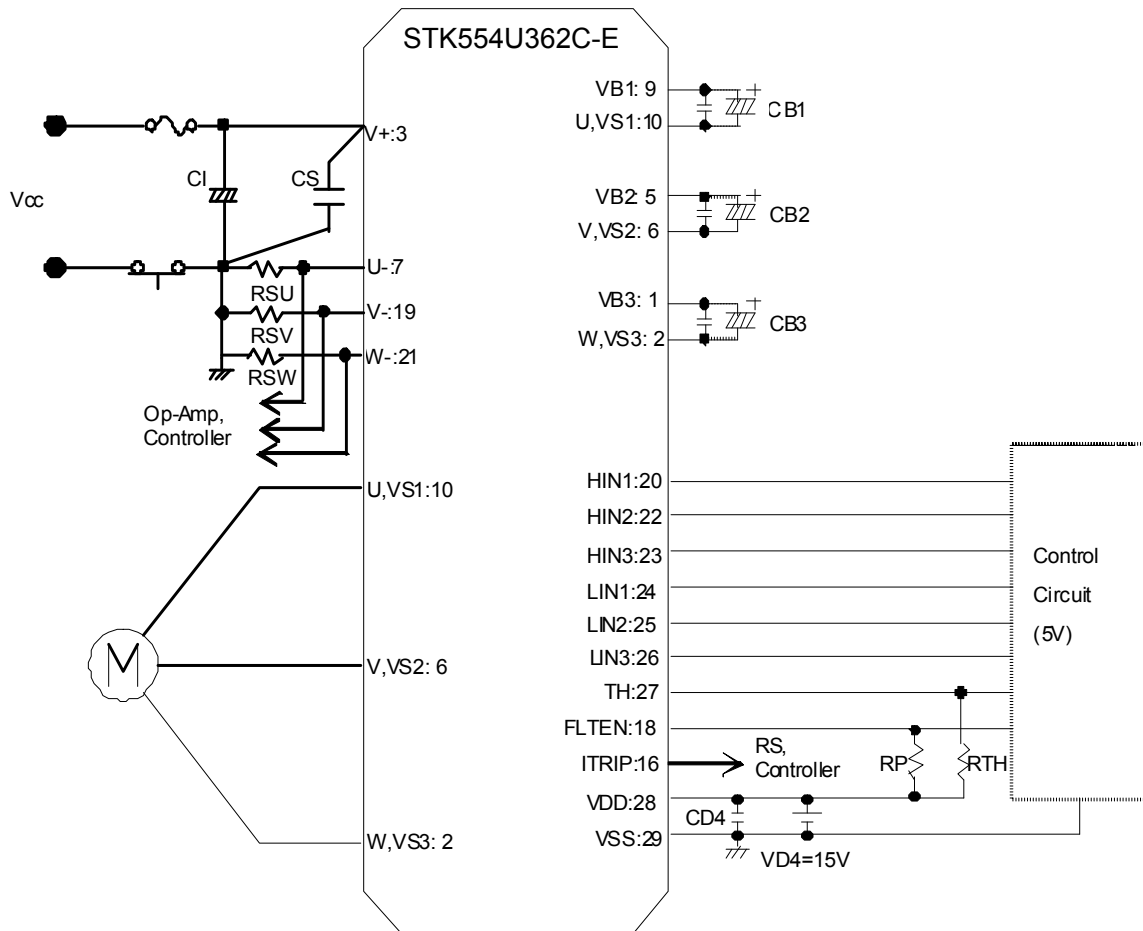 STK554U362C-E
VB1: 9
+
CB1
U,VS1:10
V+:3
CI
CS
Vcc
VB2: 5
+
CB2
V,VS2: 6
U-:7
RSU
V-:19
RSV
W-:21
RSW
VB3: 1
+
CB3
W,VS3: 2
Op-Amp,
Controller
U,VS1:10
HIN1:20
HIN2:22
HIN3:23
LIN1:24
LIN2:25
LIN3:26
TH:27
FLTEN:18
ITRIP:16
VDD:28
VSS:29
Control
Circuit
(5V)
M
V,VS2: 6
RS,
Controller
RP
RTH
CD4
VD4=15V
W,VS3: 2